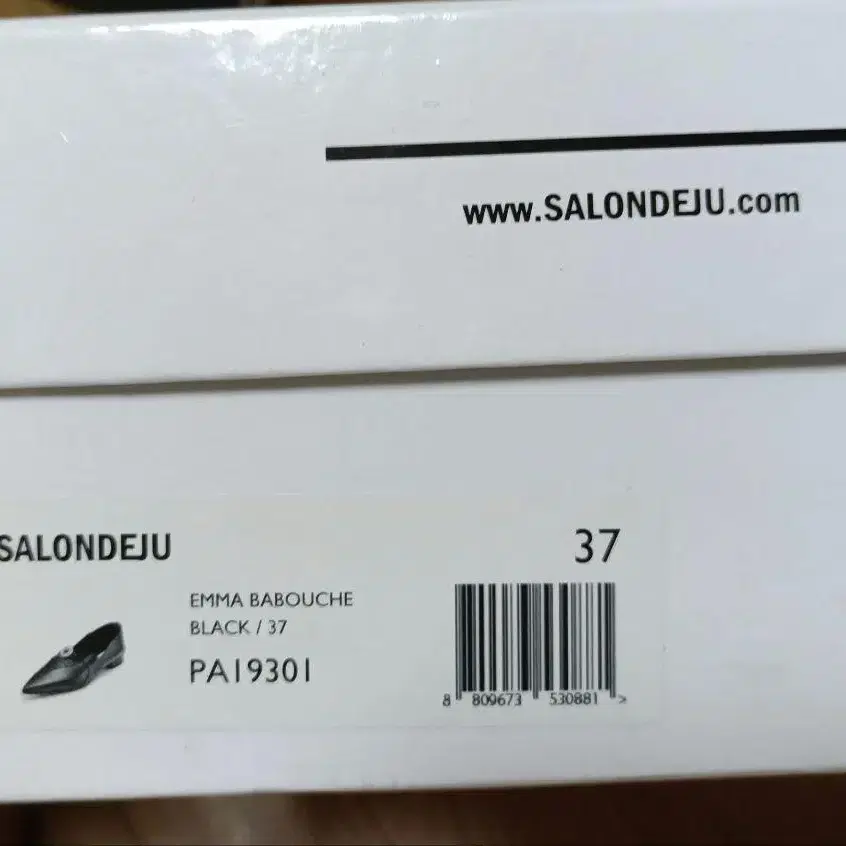 www.SALONDEJU.com
SALONDEJU
37
EMMA BABOUCHE
BLACK / 37
PA19301
8 809673 530881 >